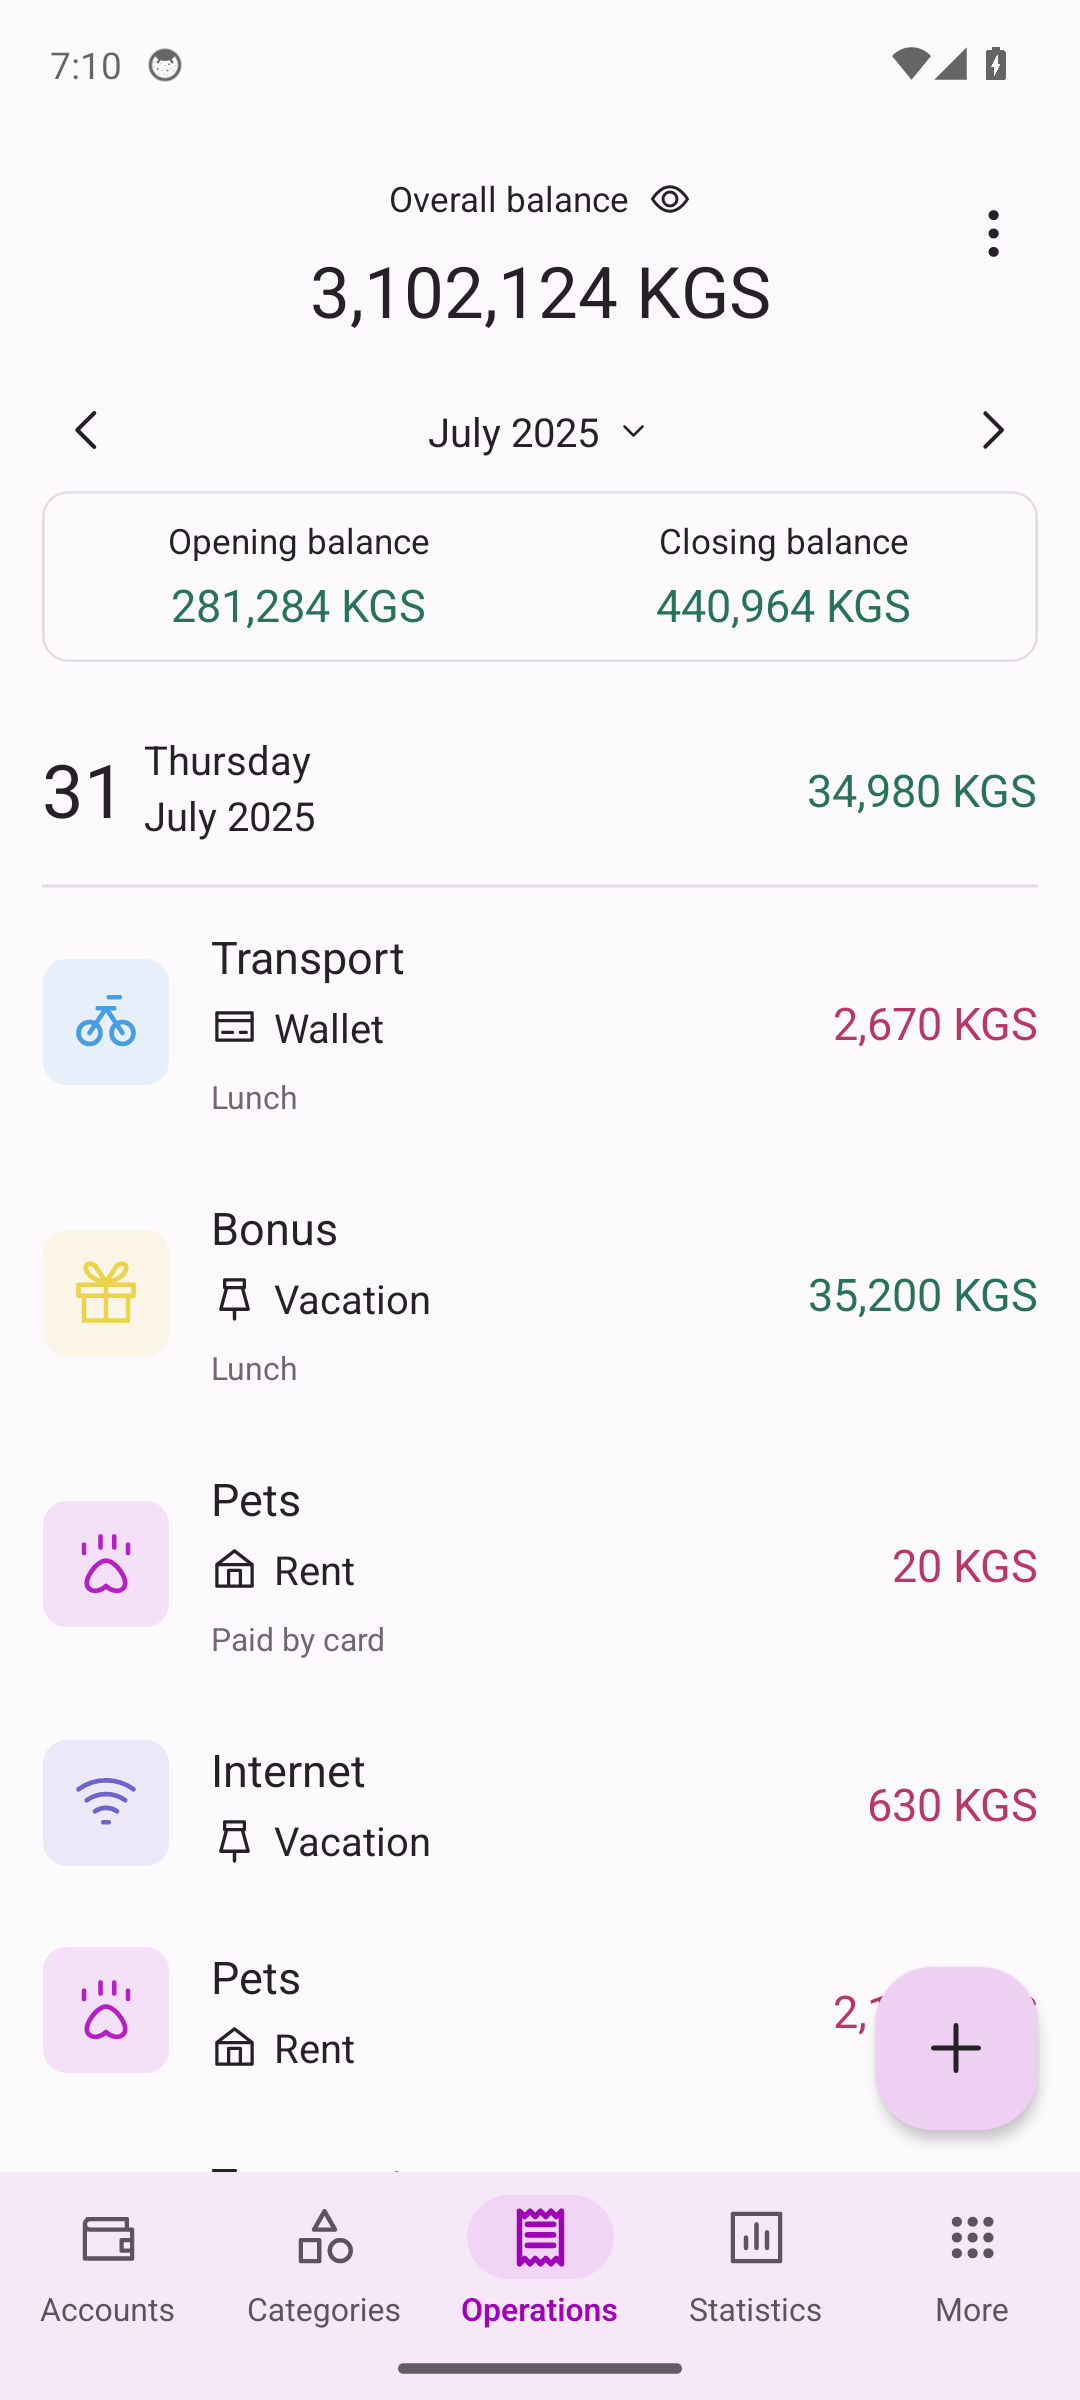 7:10
Overall balance
3,102,124 KGS
July 2025
Opening balance
281,284 KGS
Closing balance
440,964 KGS
31
Thursday
July 2025
34,980 KGS
Transport
Wallet
2,670 KGS
Lunch
Bonus
Vacation
35,200 KGS
Lunch
Pets
Rent
20 KGS
Paid by card
Internet
Vacation
630 KGS
Pets
Rent
Accounts
Categories
Operations
Statistics
More